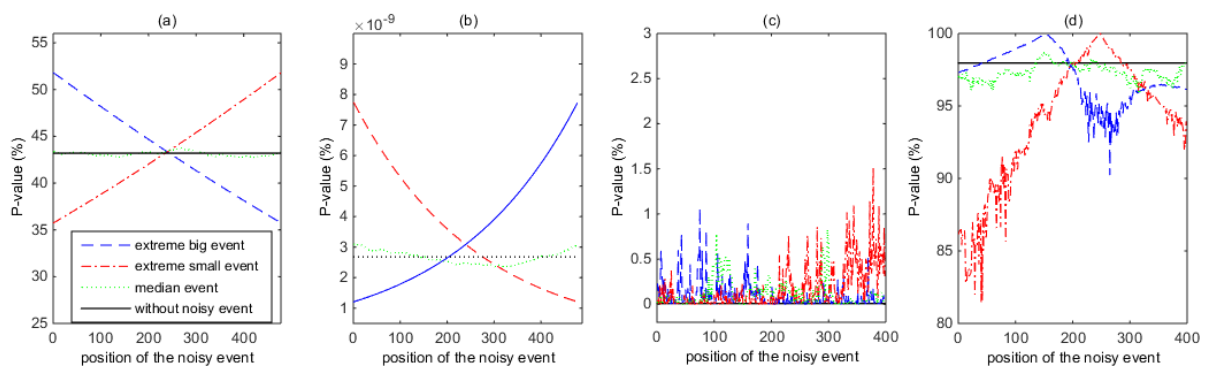 (a)
P-value (%)
55
50
45
40
35
30
25
0 100 200 300 400
position of the noisy event
extreme big event
extreme small event
median event
without noisy event
(b)
× 10⁻⁹
P-value (%)
10
9
8
7
6
5
4
3
2
1
0 100 200 300 400
position of the noisy event
(c)
P-value (%)
3
2.5
2
1.5
1
0.5
0
0 100 200 300 400
position of the noisy event
(d)
P-value (%)
100
95
90
85
80
0 100 200 300 400
position of the noisy event